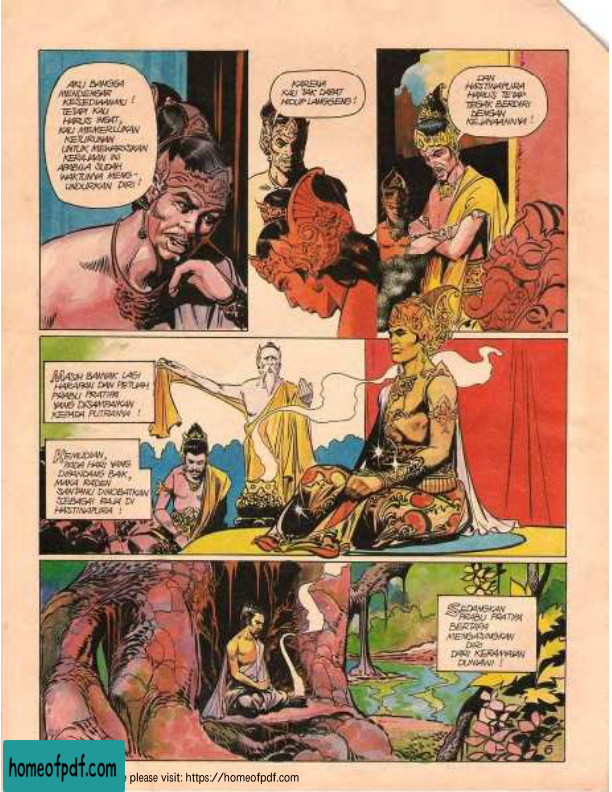 AKU BANGGA
MENDENGAR
KESEDIAANMU!
TETAPI KAU
HARUS INGAT,
KAU MEMERLUKAN
KETURUNAN
UNTUK MEWARISKAN
KERAJAAN INI
APABILA SUDAH
WAKTUNYA MENG-
UNDURKAN DIRI!
KARENA
KAU TAK DAPAT
HIDUP LANGGENG!
DAN
HASTINAPURA
HARUS TETAP
TEGAK BERDIRI
DENGAN
KEJAYAANNYA!
MASIH BANYAK LAGI
HARAPAN DAN PETUAH
PRABU PRATIPA
YANG DISAMPAIKAN
KEPADA PUTRANYA!
KEMUDIAN,
PADA HARI YANG
DIPANDANG BAIK,
MAKA RADEN
SANTANU DINOBATKAN
SEBAGAI RAJA DI
HASTINAPURA!
SEDANGKAN
PRABU PRATIPA
BERTAPA
MENGASINGKAN
DIRI
DARI KERAMAIAN
DUNIAWI!
6
homeofpdf.com
please visit: https://homeofpdf.com